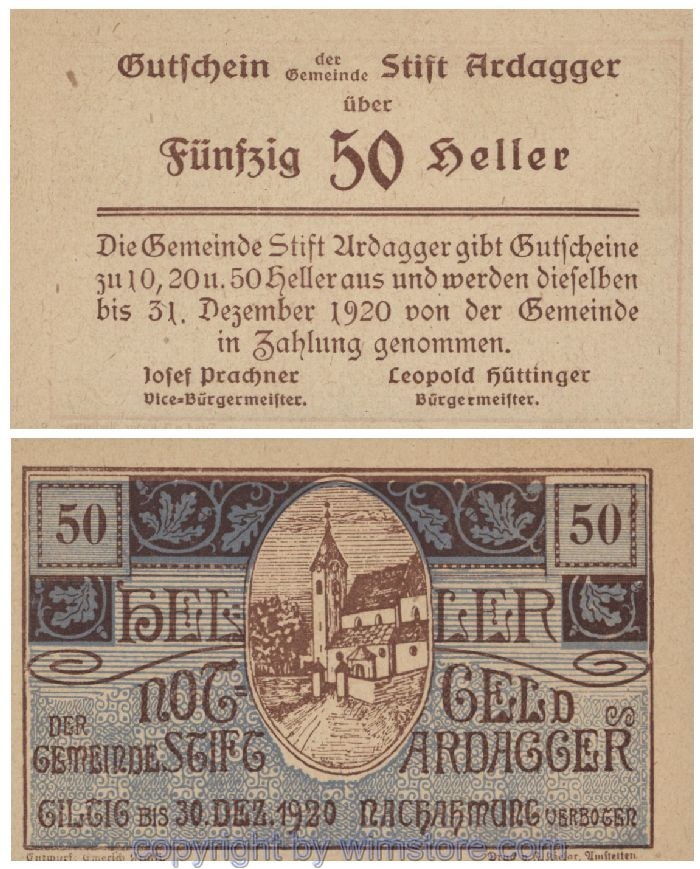 Gutschein der Gemeinde Stift Ardagger
über
Fünfzig 50 Heller
Die Gemeinde Stift Ardagger gibt Gutscheine
zu 10, 20 u. 50 Heller aus und werden dieselben
bis 31. Dezember 1920 von der Gemeinde
in Zahlung genommen.
Josef Prachner Leopold Hüttinger
Vice=Bürgermeister. Bürgermeister.
50 50
HEL= LER
NOT= GELD
DER GEMEINDE STIFT ARDAGGER
GILTIG BIS 30. DEZ. 1920 NACHAHMUNG VERBOTEN
Entwurf: Emerich Amstetten.
copyright by wimstore.com